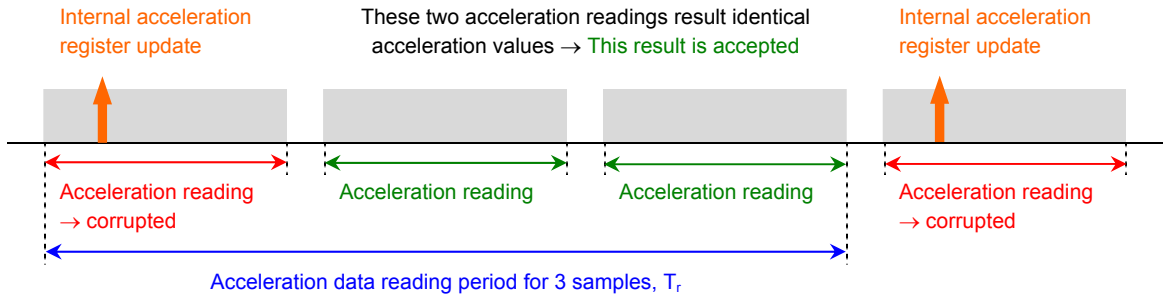 Internal acceleration
register update
These two acceleration readings result identical
acceleration values → This result is accepted
Internal acceleration
register update
Acceleration reading
→ corrupted
Acceleration reading
Acceleration reading
Acceleration reading
→ corrupted
Acceleration data reading period for 3 samples, Tr